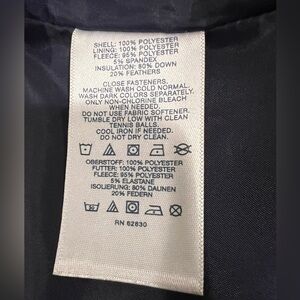 SHELL: 100% POLYESTER
LINING: 100% POLYESTER
FLEECE: 95% POLYESTER
5% SPANDEX
INSULATION: 80% DOWN
20% FEATHERS
CLOSE FASTENERS.
MACHINE WASH COLD NORMAL.
WASH DARK COLORS SEPARATELY.
ONLY NON-CHLORINE BLEACH
WHEN NEEDED.
DO NOT USE FABRIC SOFTENER.
TUMBLE DRY LOW WITH CLEAN
TENNIS BALLS.
COOL IRON IF NEEDED.
DO NOT DRY CLEAN.
OBERSTOFF: 100% POLYESTER
FUTTER: 100% POLYESTER
FLEECE: 95% POLYESTER
5% ELASTANE
ISOLIERUNG: 80% DAUNEN
20% FEDERN
RN 62830